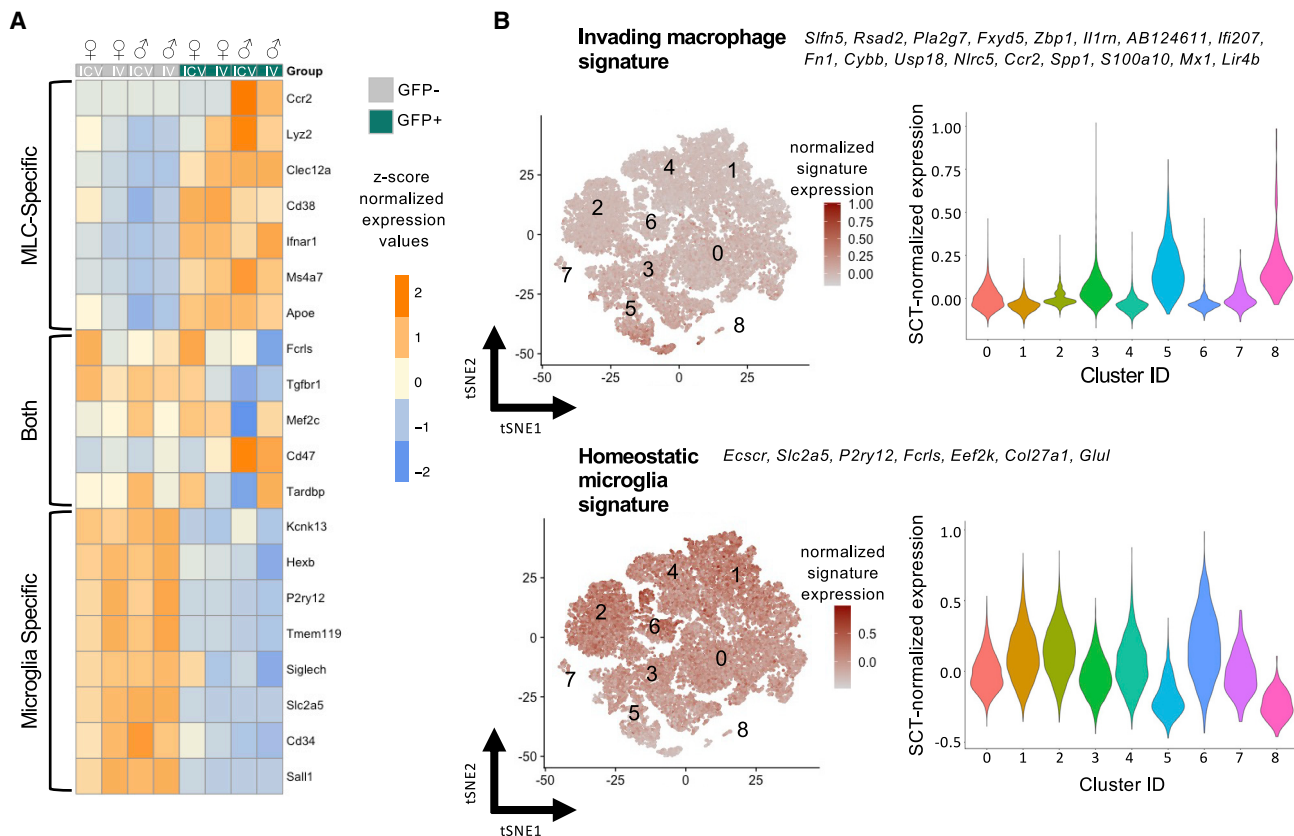 A
♀ ♀ ♂ ♂ ♀ ♀ ♂ ♂
ICV IV ICV IV ICV IV ICV IV Group
GFP-
GFP+
z-score
normalized
expression
values
2
1
0
-1
-2
MLC-Specific
Ccr2
Lyz2
Clec12a
Cd38
Ifnar1
Ms4a7
Apoe
Both
Fcrls
Tgfbr1
Mef2c
Cd47
Tardbp
Microglia Specific
Kcnk13
Hexb
P2ry12
Tmem119
Siglech
Slc2a5
Cd34
Sall1
B
Invading macrophage
signature
Slfn5, Rsad2, Pla2g7, Fxyd5, Zbp1, Il1rn, AB124611, Ifi207,
Fn1, Cybb, Usp18, Nlrc5, Ccr2, Spp1, S100a10, Mx1, Lir4b
50
25
0
-25
-50
-50 -25 0 25
4 1
2
6
0
3
7
5
8
tSNE2
tSNE1
normalized
signature
expression
1.00
0.75
0.50
0.25
0.00
SCT-normalized expression
1.00
0.75
0.50
0.25
0.00
0 1 2 3 4 5 6 7 8
Cluster ID
Homeostatic
microglia
signature
Ecscr, Slc2a5, P2ry12, Fcrls, Eef2k, Col27a1, Glul
50
25
0
-25
-50
-50 -25 0 25
4 1
2
6
0
3
7
5
8
tSNE2
tSNE1
normalized
signature
expression
0.5
0.0
SCT-normalized expression
1.0
0.5
0.0
-0.5
0 1 2 3 4 5 6 7 8
Cluster ID